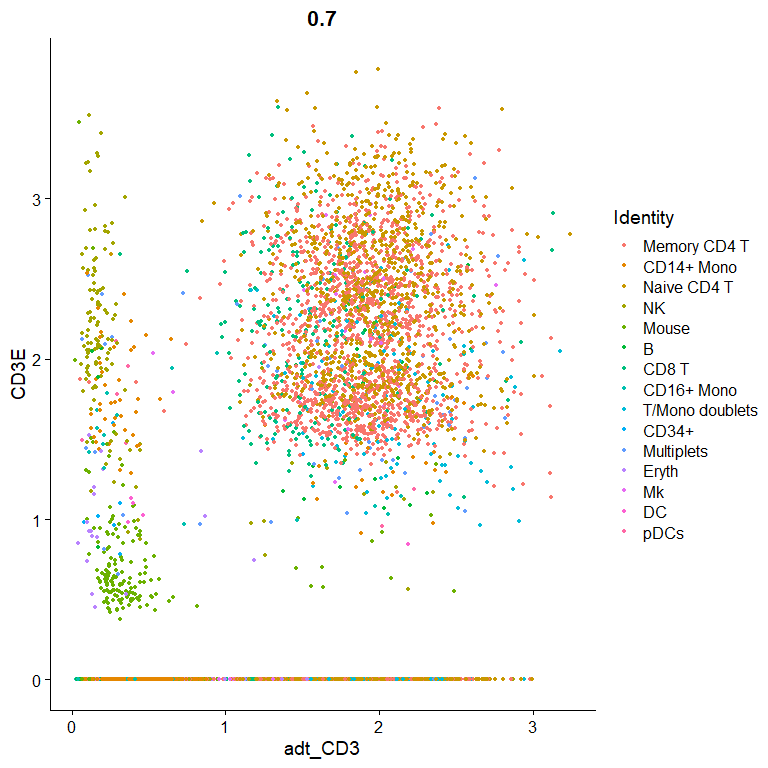 0.7
CD3E
3
2
1
0
0
1
2
3
adt_CD3
Identity
Memory CD4 T
CD14+ Mono
Naive CD4 T
NK
Mouse
B
CD8 T
CD16+ Mono
T/Mono doublets
CD34+
Multiplets
Eryth
Mk
DC
pDCs